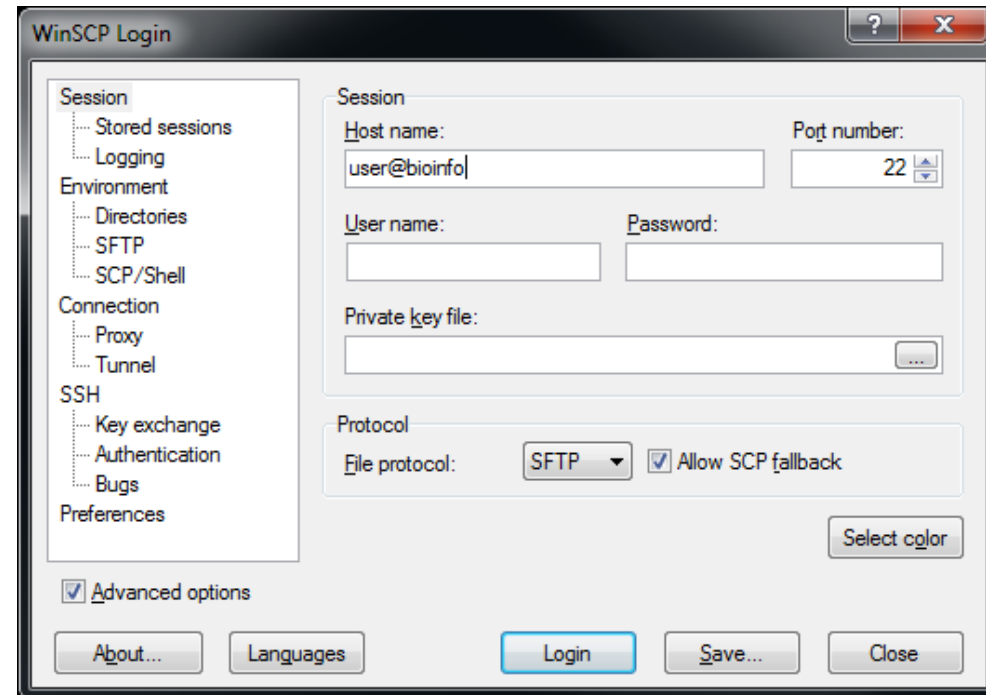 WinSCP Login
Session
Stored sessions
Logging
Environment
Directories
SFTP
SCP/Shell
Connection
Proxy
Tunnel
SSH
Key exchange
Authentication
Bugs
Preferences
Advanced options
Session
Host name: Port number:
user@bioinfo 22
User name: Password:
Private key file:
...
Protocol
File protocol: SFTP Allow SCP fallback
Select color
About... Languages Login Save... Close